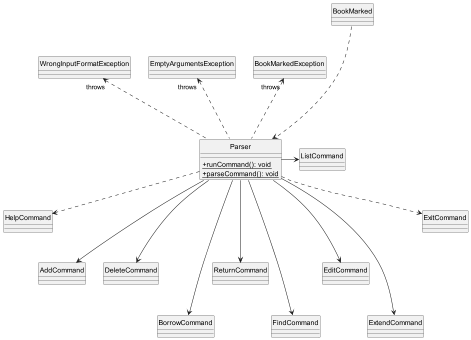 BookMarked
WrongInputFormatException
EmptyArgumentsException
BookMarkedException
throws
throws
throws
Parser
+runCommand(): void
+parseCommand(): void
ListCommand
HelpCommand
ExitCommand
AddCommand
DeleteCommand
ReturnCommand
EditCommand
BorrowCommand
FindCommand
ExtendCommand